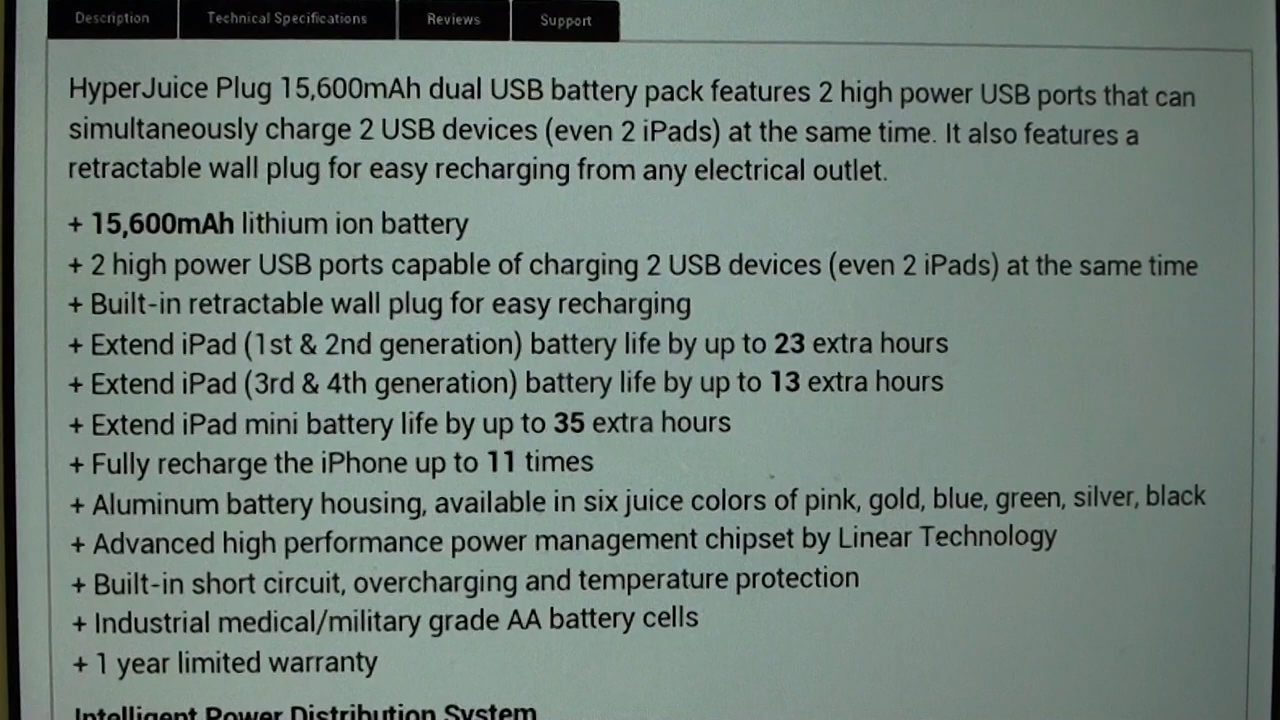 Description Technical Specifications Reviews Support
HyperJuice Plug 15,600mAh dual USB battery pack features 2 high power USB ports that can
simultaneously charge 2 USB devices (even 2 iPads) at the same time. It also features a
retractable wall plug for easy recharging from any electrical outlet.
+ 15,600mAh lithium ion battery
+ 2 high power USB ports capable of charging 2 USB devices (even 2 iPads) at the same time
+ Built-in retractable wall plug for easy recharging
+ Extend iPad (1st & 2nd generation) battery life by up to 23 extra hours
+ Extend iPad (3rd & 4th generation) battery life by up to 13 extra hours
+ Extend iPad mini battery life by up to 35 extra hours
+ Fully recharge the iPhone up to 11 times
+ Aluminum battery housing, available in six juice colors of pink, gold, blue, green, silver, black
+ Advanced high performance power management chipset by Linear Technology
+ Built-in short circuit, overcharging and temperature protection
+ Industrial medical/military grade AA battery cells
+ 1 year limited warranty
Intelligent Power Distribution System